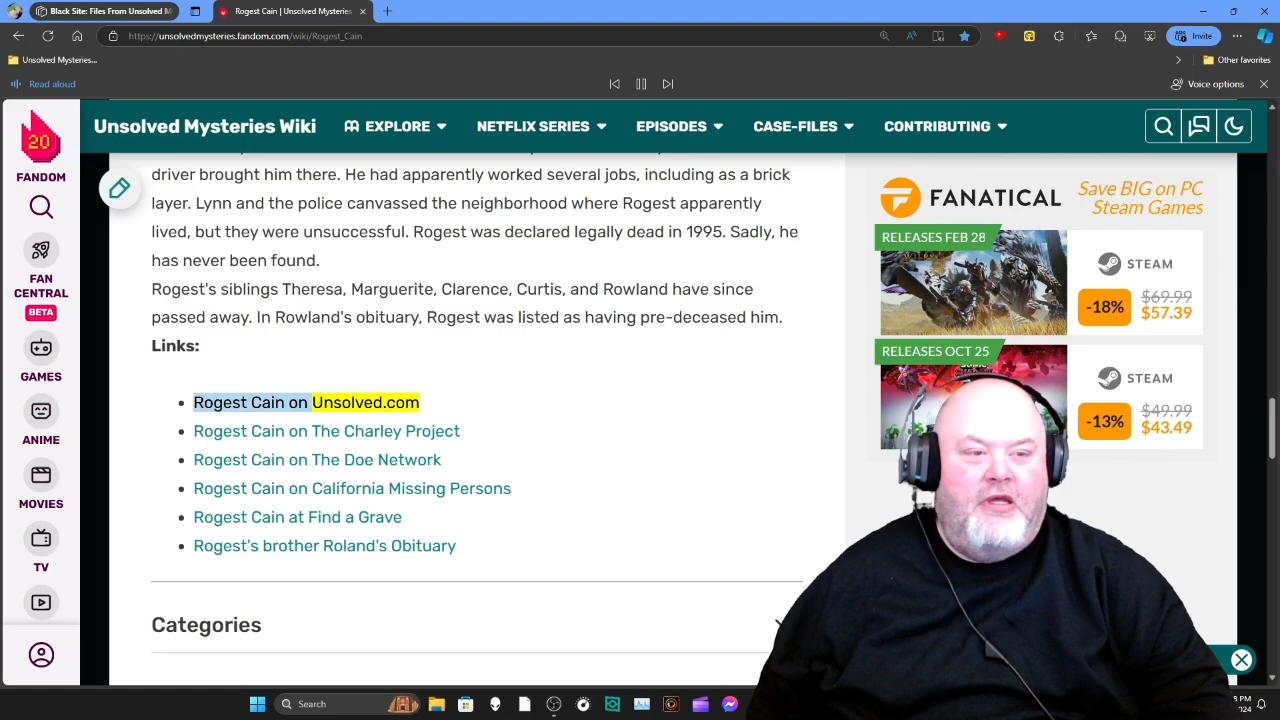 Black Site: Files From Unsolved M
Rogest Cain | Unsolved Mysteries
https://unsolvedmysteries.fandom.com/wiki/Rogest_Cain
Invite
Unsolved Mysteries...
Other favorites
Read aloud
Voice options
20
FANDOM
FAN
CENTRAL
BETA
GAMES
ANIME
MOVIES
TV
Unsolved Mysteries Wiki
EXPLORE
NETFLIX SERIES
EPISODES
CASE-FILES
CONTRIBUTING
driver brought him there. He had apparently worked several jobs, including as a brick
layer. Lynn and the police canvassed the neighborhood where Rogest apparently
lived, but they were unsuccessful. Rogest was declared legally dead in 1995. Sadly, he
has never been found.
Rogest's siblings Theresa, Marguerite, Clarence, Curtis, and Rowland have since
passed away. In Rowland's obituary, Rogest was listed as having pre-deceased him.
Links:
Rogest Cain on Unsolved.com
Rogest Cain on The Charley Project
Rogest Cain on The Doe Network
Rogest Cain on California Missing Persons
Rogest Cain at Find a Grave
Rogest's brother Roland's Obituary
Categories
FANATICAL
Save BIG on PC
Steam Games
RELEASES FEB 28
STEAM
-18%
$69.99
$57.39
RELEASES OCT 25
STEAM
-13%
$49.99
$43.49
Search